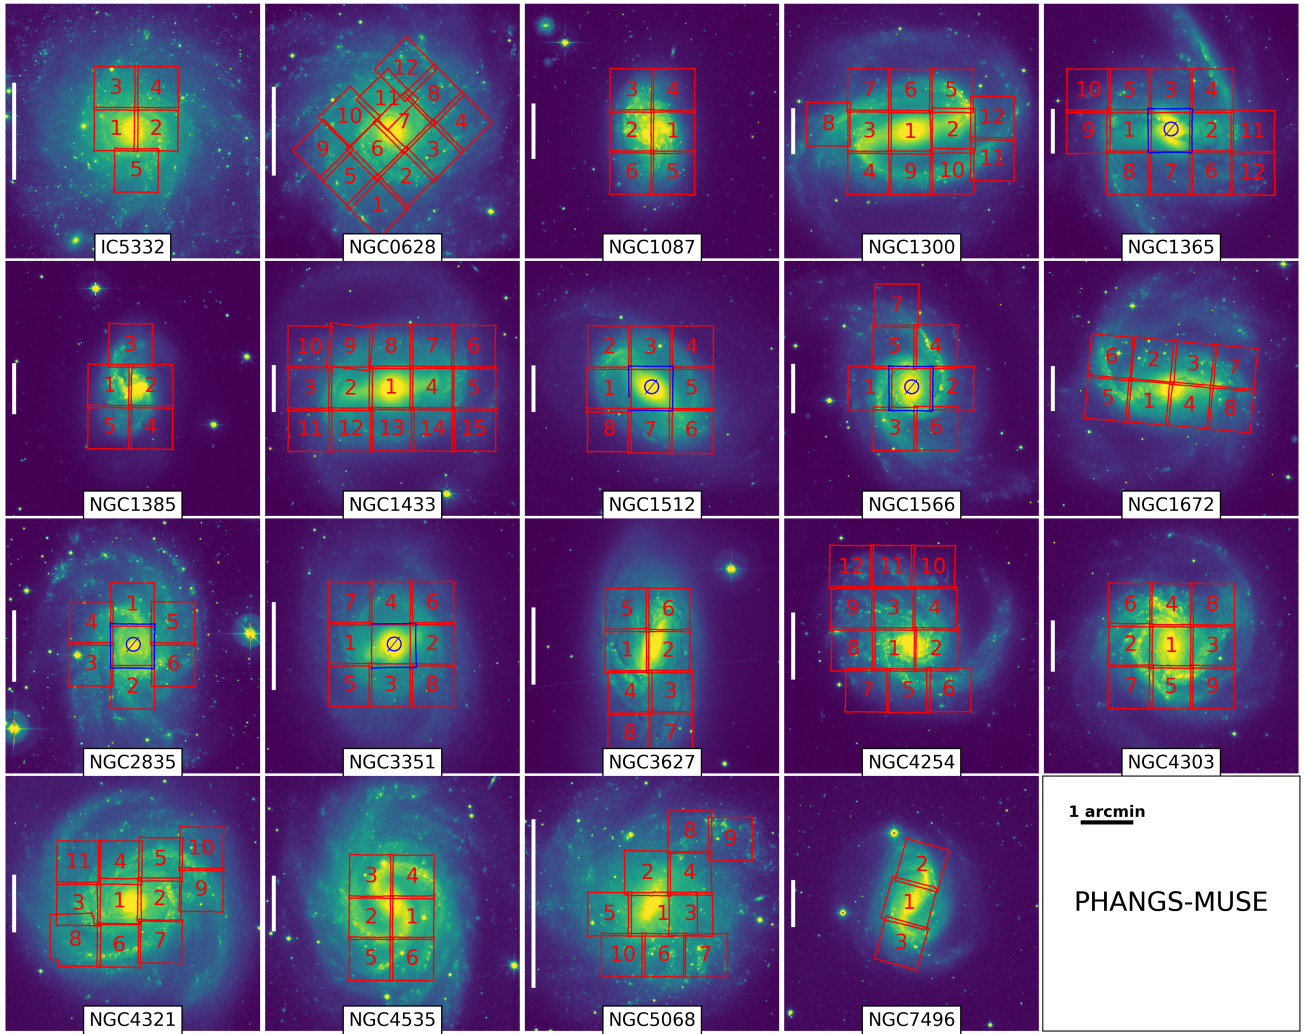 3 4
1 2
5
IC5332
12
11 8
10 7 4
9 6 3
5 2
1
NGC0628
3 4
2 1
6 5
NGC1087
7 6 5
8 3 1 2 12
4 9 10 11
NGC1300
10 5 3 4
9 1 ∅ 2 11
8 7 6 12
NGC1365
3
1 2
5 4
NGC1385
10 9 8 7 6
3 2 1 4 5
11 12 13 14 15
NGC1433
2 3 4
1 ∅ 5
8 7 6
NGC1512
7
5 4
1 ∅ 2
3 6
NGC1566
6 2 3 7
5 1 4 8
NGC1672
1
4 5
∅
3 6
2
NGC2835
7 4 6
1 ∅ 2
5 3 8
NGC3351
5 6
1 2
4 3
8 7
NGC3627
12 11 10
9 3 4
8 1 2
7 5 6
NGC4254
6 4 8
2 1 3
7 5 9
NGC4303
11 4 5 10
3 1 2 9
8 6 7
NGC4321
3 4
2 1
5 6
NGC4535
8 9
2 4
5 1 3
10 6 7
NGC5068
2
1
3
NGC7496
1 arcmin
PHANGS-MUSE